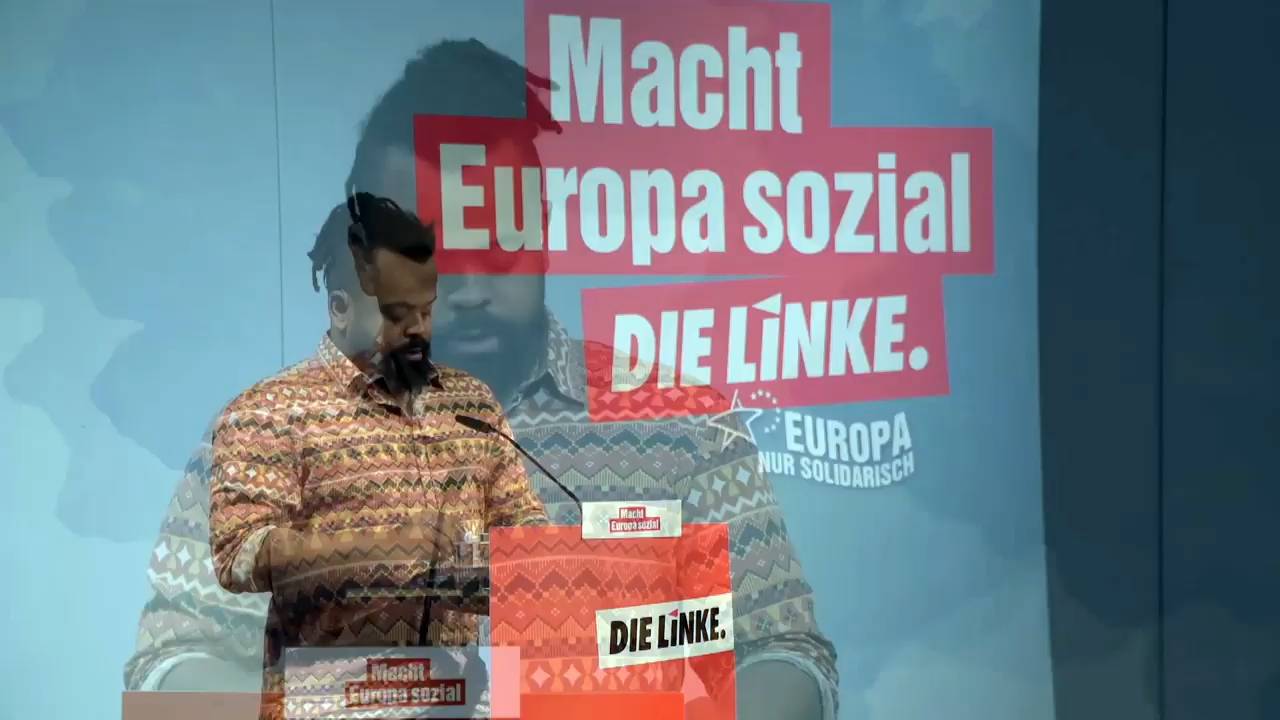 Macht
Europa sozial
DIE LINKE.
EUROPA
NUR SOLIDARISCH
Macht
Europa sozial
DIE LINKE.
Macht
Europa sozial